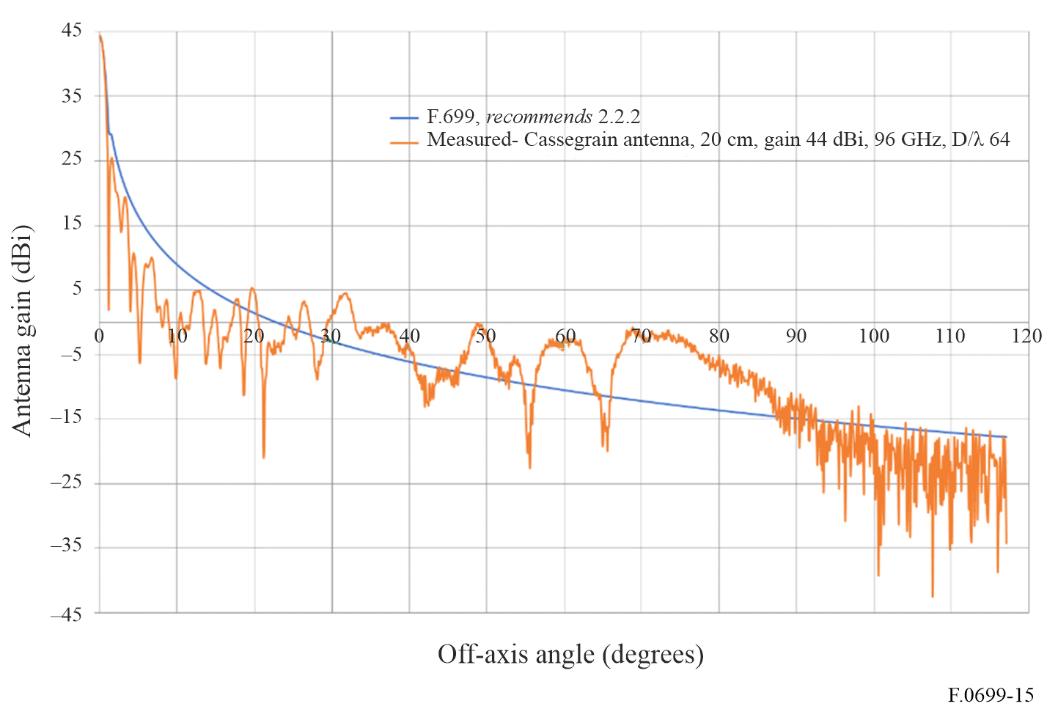 45
35
F.699, recommends 2.2.2
Measured- Cassegrain antenna, 20 cm, gain 44 dBi, 96 GHz, D/λ 64
25
15
5
0 10 20 30 40 50 60 70 80 90 100 110 120
–5
–15
–25
–35
–45
Antenna gain (dBi)
Off-axis angle (degrees)
F.0699-15